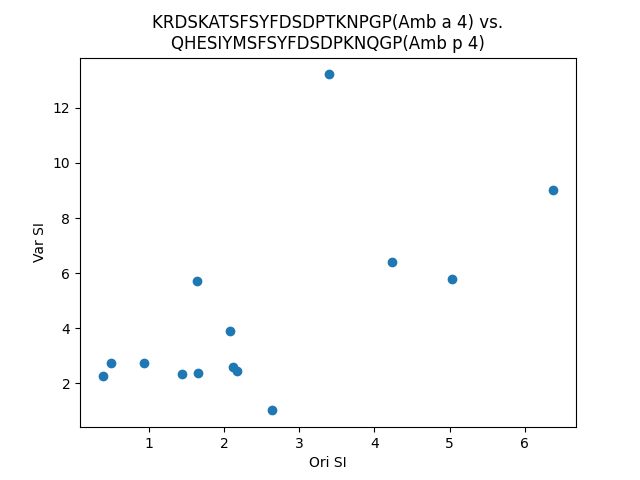 KRDSKATSFSYFDSDPTKNPGP(Amb a 4) vs.
QHESIYMSFSYFDSDPKNQGP(Amb p 4)
Var SI
12
10
8
6
4
2
1 2 3 4 5 6
Ori SI